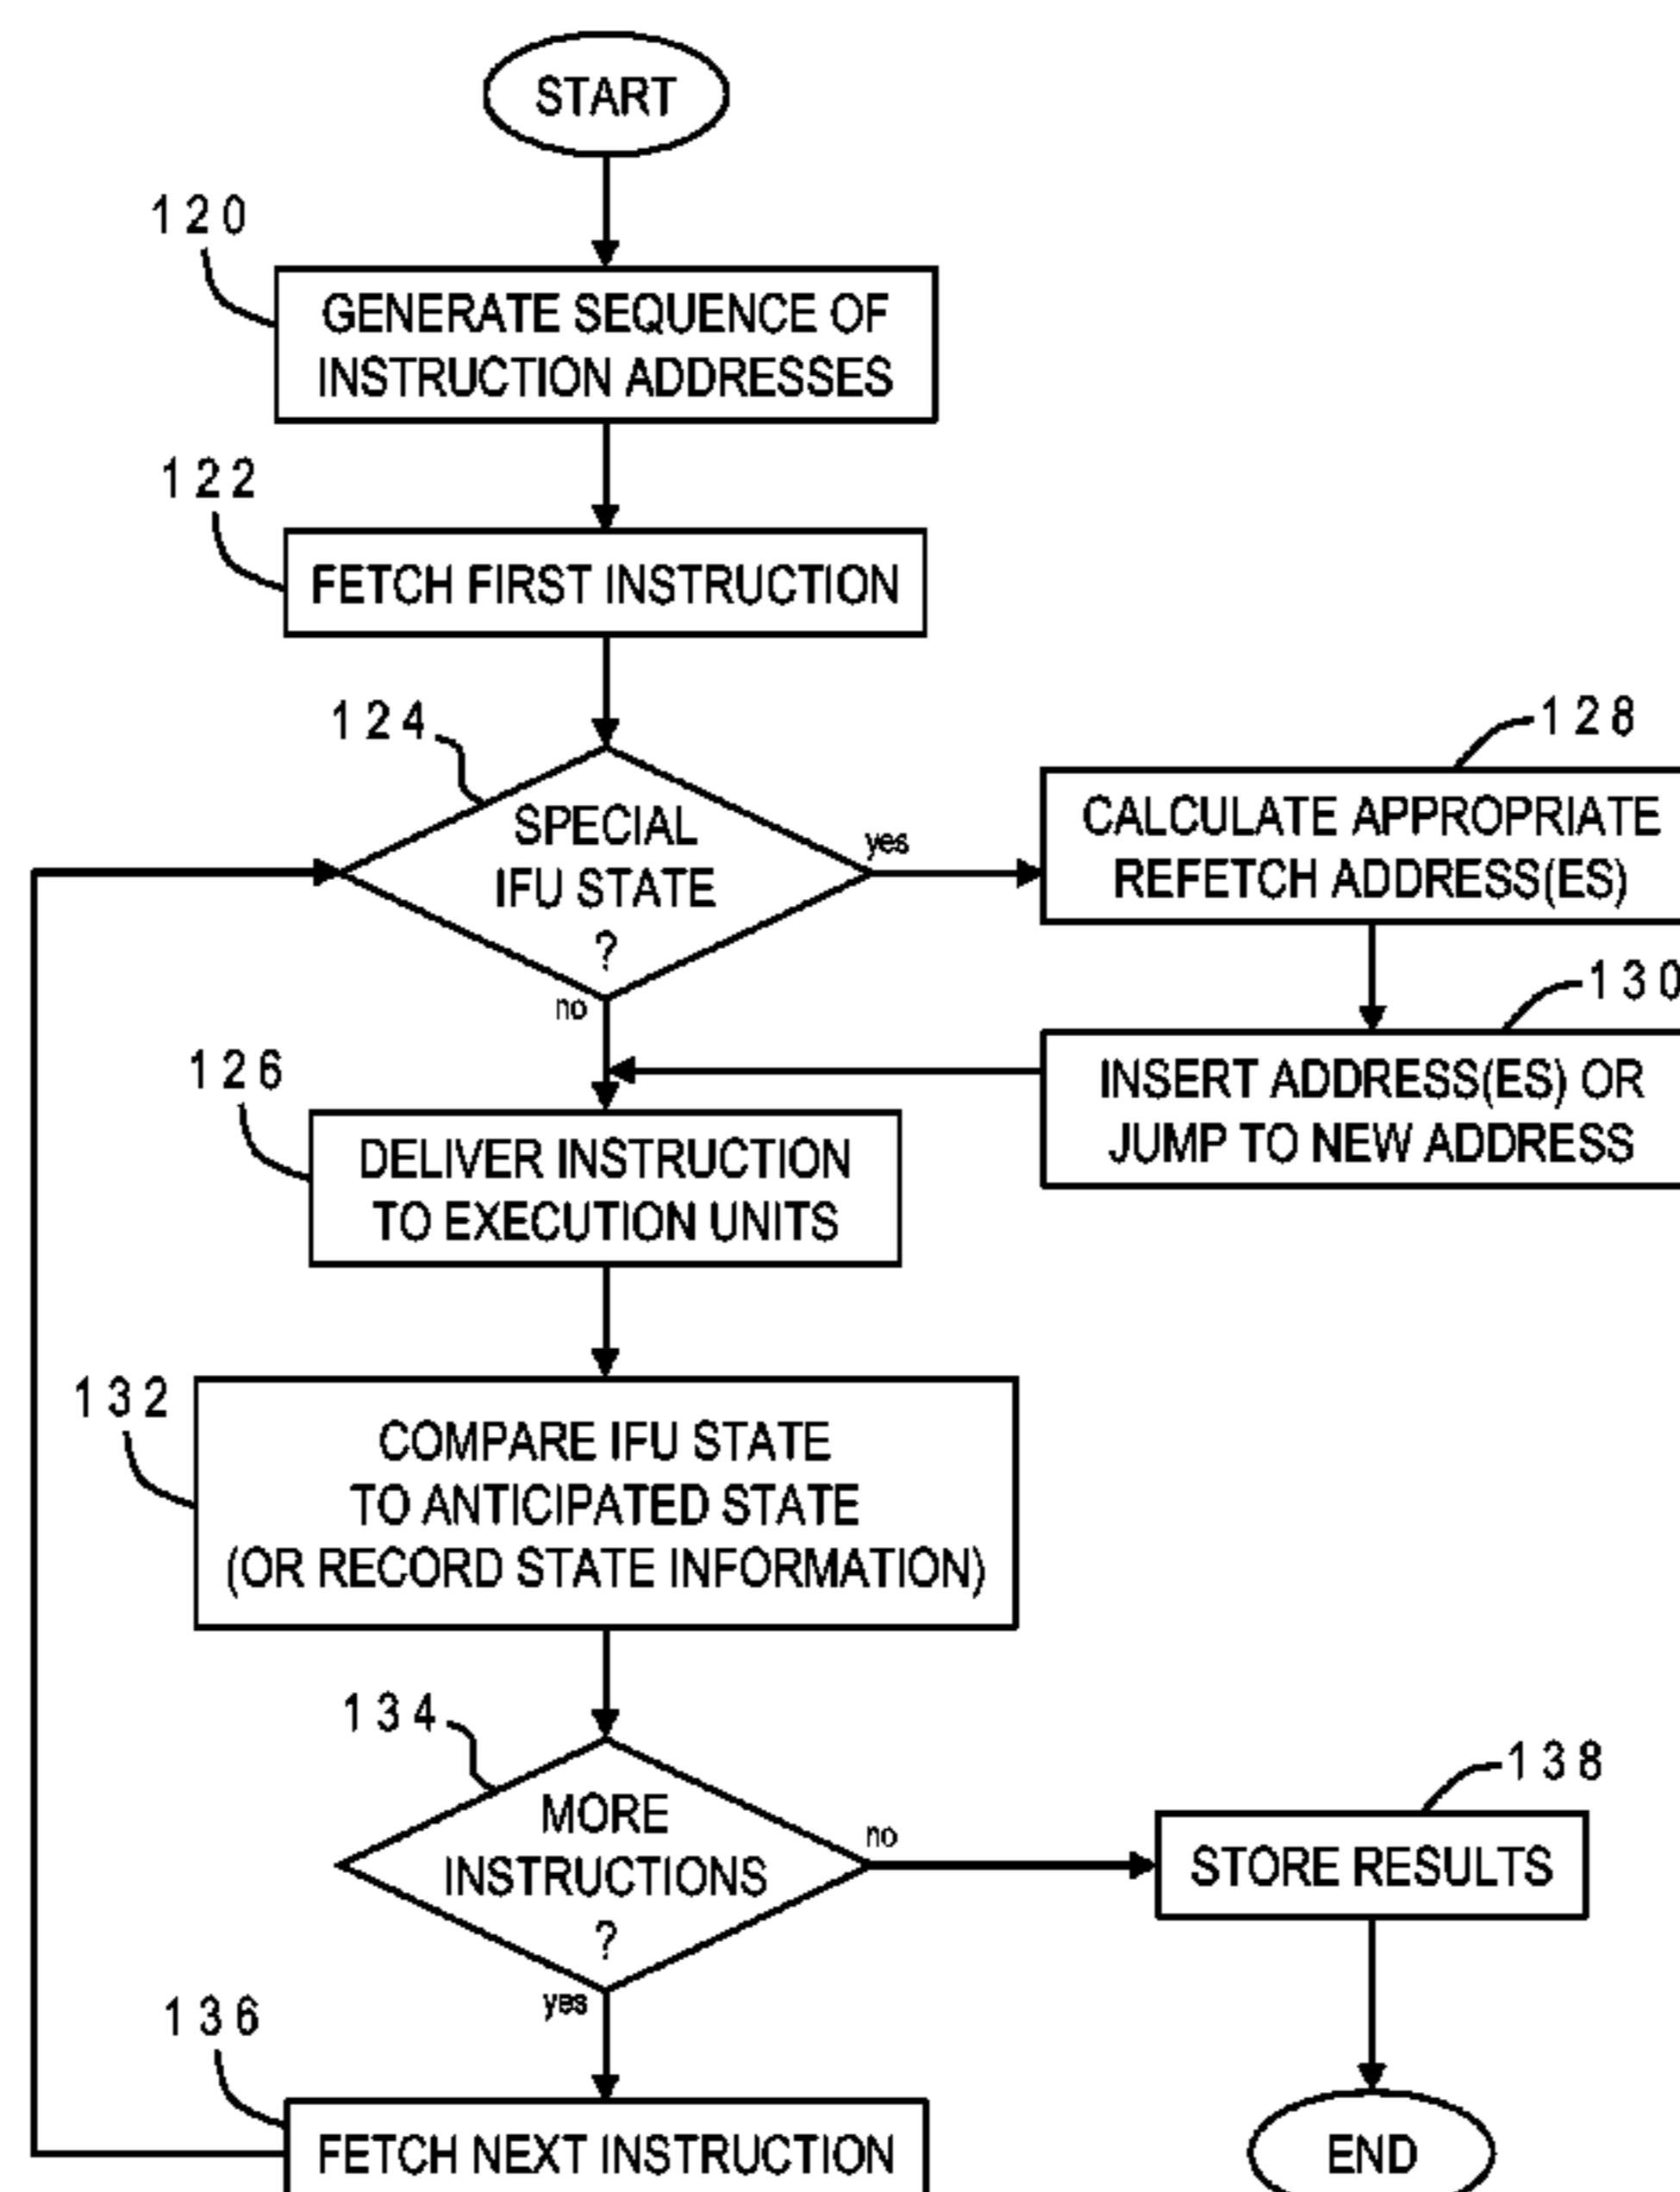 START
120
GENERATE SEQUENCE OF
INSTRUCTION ADDRESSES
122
FETCH FIRST INSTRUCTION
124
SPECIAL
IFU STATE
?
yes
no
128
CALCULATE APPROPRIATE
REFETCH ADDRESS(ES)
130
INSERT ADDRESS(ES) OR
JUMP TO NEW ADDRESS
126
DELIVER INSTRUCTION
TO EXECUTION UNITS
132
COMPARE IFU STATE
TO ANTICIPATED STATE
(OR RECORD STATE INFORMATION)
134
MORE
INSTRUCTIONS
?
no
yes
138
STORE RESULTS
136
FETCH NEXT INSTRUCTION
END